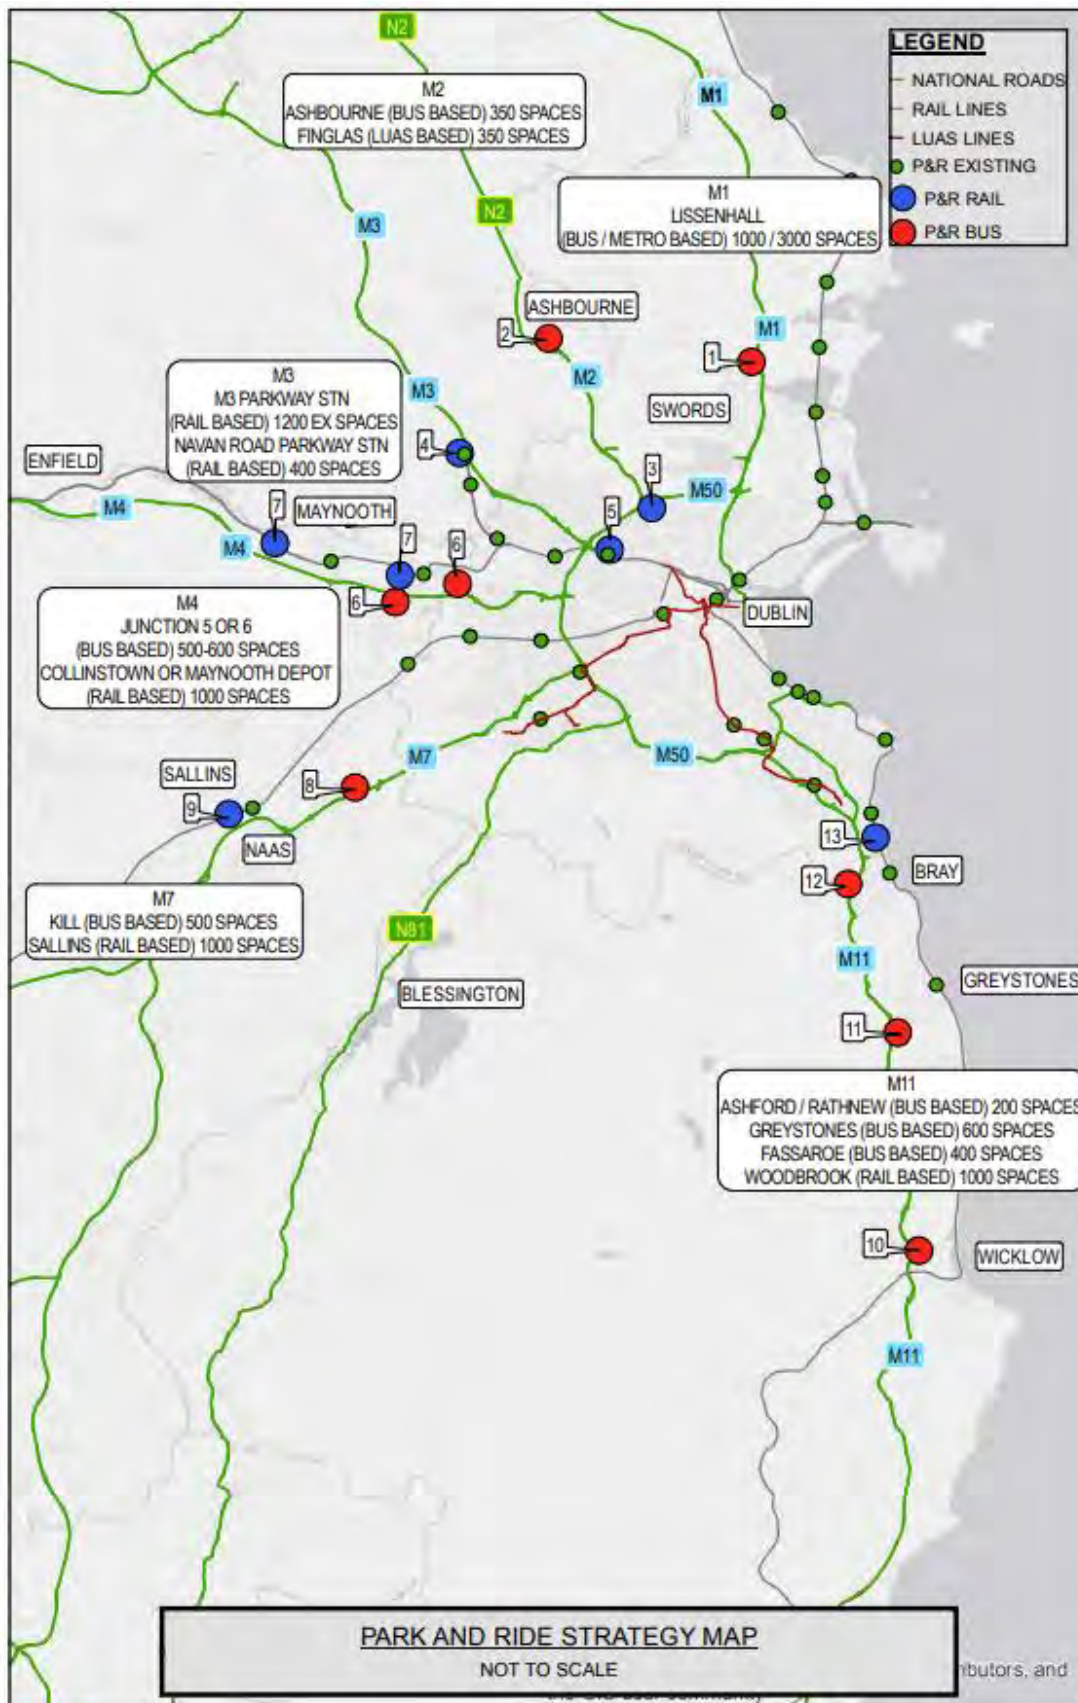 N2
LEGEND
NATIONAL ROADS
RAIL LINES
LUAS LINES
P&R EXISTING
P&R RAIL
P&R BUS
M1
M2
ASHBOURNE (BUS BASED) 350 SPACES
FINGLAS (LUAS BASED) 350 SPACES
M1
LISSENHALL
(BUS / METRO BASED) 1000 / 3000 SPACES
M3
N2
ASHBOURNE
2
M1
1
M2
M3
SWORDS
M3
M3 PARKWAY STN
(RAIL BASED) 1200 EX SPACES
NAVAN ROAD PARKWAY STN
(RAIL BASED) 400 SPACES
4
ENFIELD
3
M50
M4
MAYNOOTH
7
5
M4
7
6
6
DUBLIN
M4
JUNCTION 5 OR 6
(BUS BASED) 500-600 SPACES
COLLINSTOWN OR MAYNOOTH DEPOT
(RAIL BASED) 1000 SPACES
M7
M50
SALLINS
8
9
NAAS
13
BRAY
12
M7
KILL (BUS BASED) 500 SPACES
SALLINS (RAIL BASED) 1000 SPACES
N81
M11
BLESSINGTON
GREYSTONES
11
M11
ASHFORD / RATHNEW (BUS BASED) 200 SPACES
GREYSTONES (BUS BASED) 600 SPACES
FASSAROE (BUS BASED) 400 SPACES
WOODBROOK (RAIL BASED) 1000 SPACES
10
WICKLOW
M11
PARK AND RIDE STRATEGY MAP
NOT TO SCALE
and